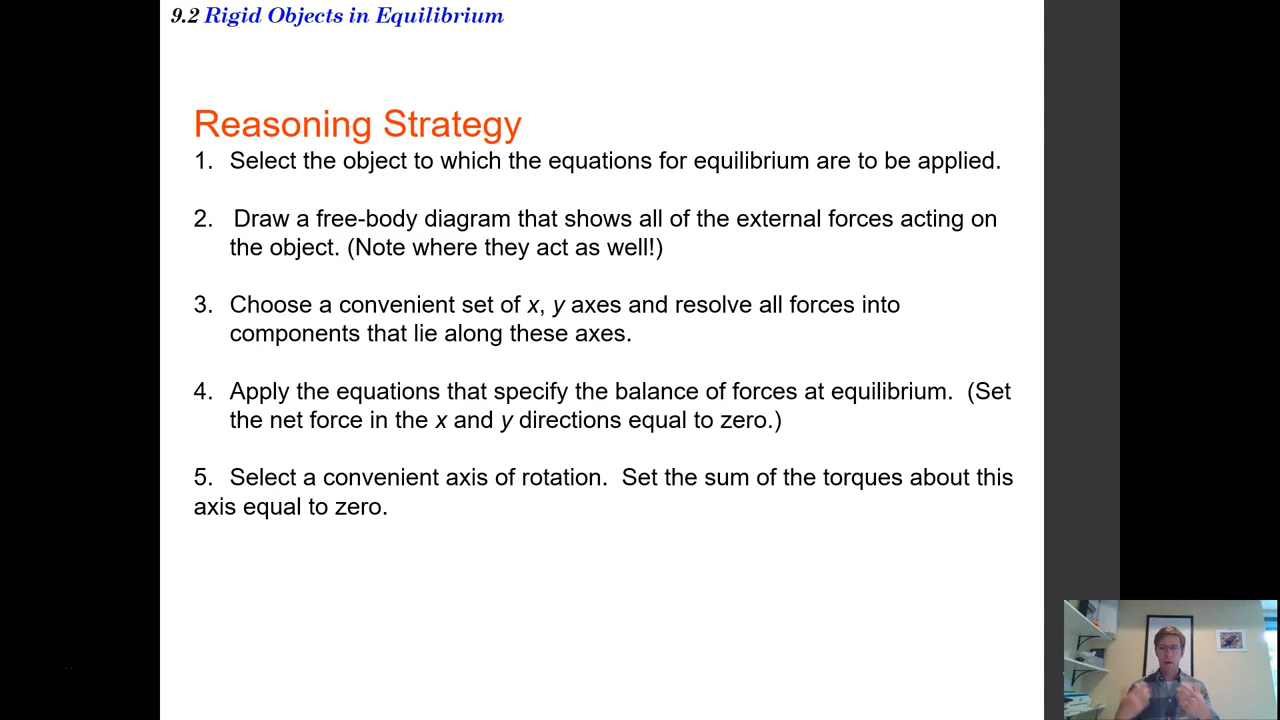 9.2 Rigid Objects in Equilibrium
Reasoning Strategy
1. Select the object to which the equations for equilibrium are to be applied.
2. Draw a free-body diagram that shows all of the external forces acting on
the object. (Note where they act as well!)
3. Choose a convenient set of x, y axes and resolve all forces into
components that lie along these axes.
4. Apply the equations that specify the balance of forces at equilibrium. (Set
the net force in the x and y directions equal to zero.)
5. Select a convenient axis of rotation. Set the sum of the torques about this
axis equal to zero.